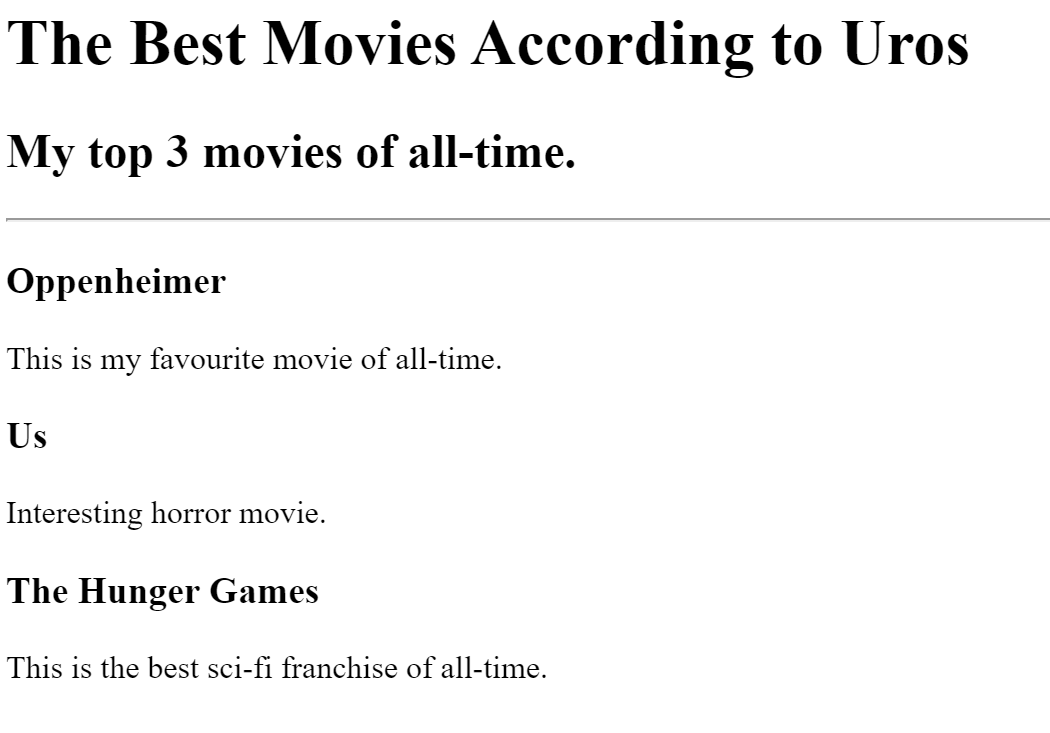 The Best Movies According to Uros
My top 3 movies of all-time.
Oppenheimer
This is my favourite movie of all-time.
Us
Interesting horror movie.
The Hunger Games
This is the best sci-fi franchise of all-time.